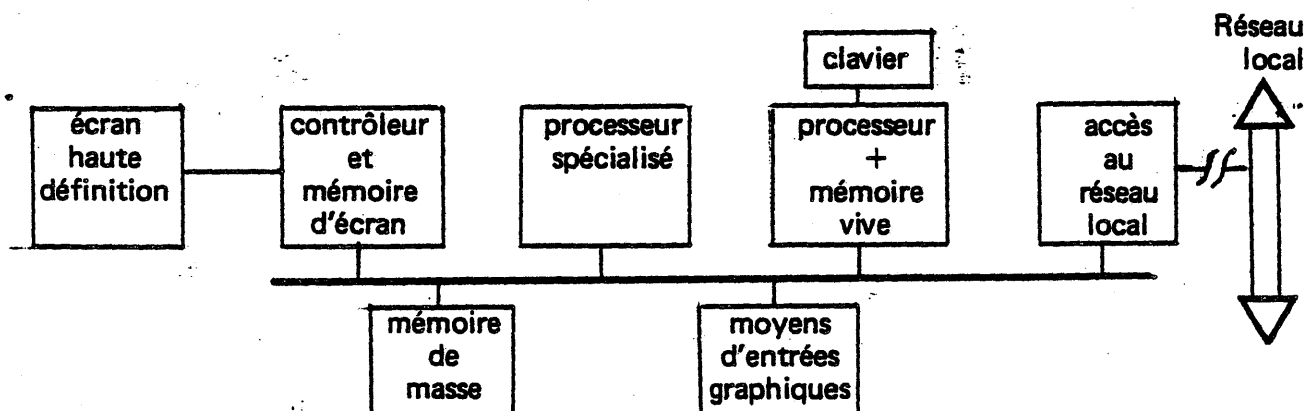 Réseau
local
clavier
écran
haute
définition
contrôleur
et
mémoire
d'écran
processeur
spécialisé
processeur
+
mémoire
vive
accès
au
réseau
local
mémoire
de
masse
moyens
d'entrées
graphiques